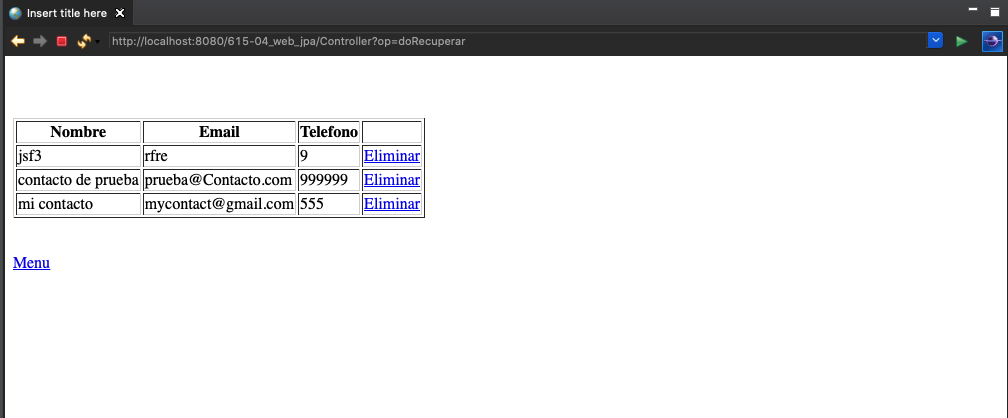 Insert title here
http://localhost:8080/615-04_web_jpa/Controller?op=doRecuperar
Nombre Email Telefono
jsf3 rfre 9 Eliminar
contacto de prueba prueba@Contacto.com 999999 Eliminar
mi contacto mycontact@gmail.com 555 Eliminar
Menu